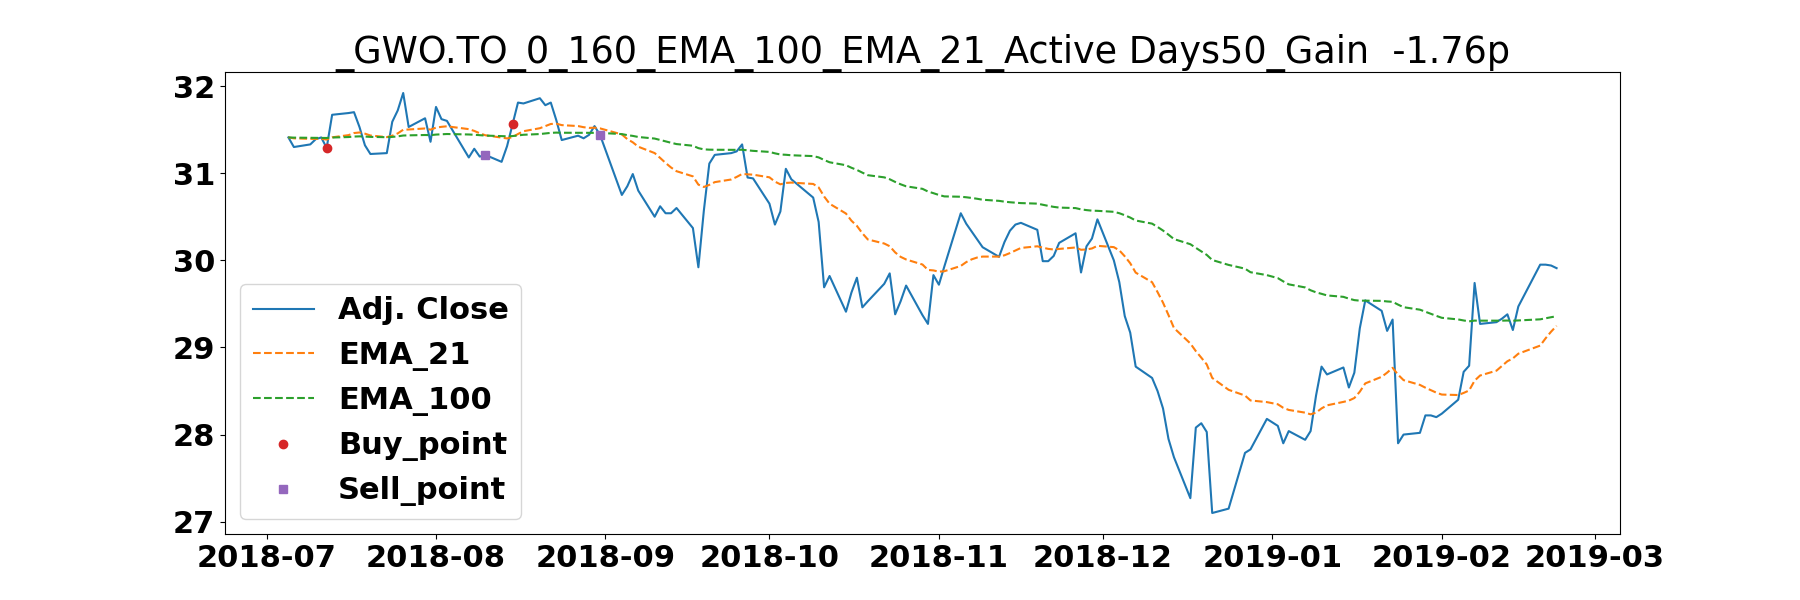 _GWO.TO_0_160_EMA_100_EMA_21_Active Days50_Gain  -1.76p
32
31
30
29
28
27
Adj. Close
EMA_21
EMA_100
Buy_point
Sell_point
2018-07 2018-08 2018-09 2018-10 2018-11 2018-12 2019-01 2019-02 2019-03